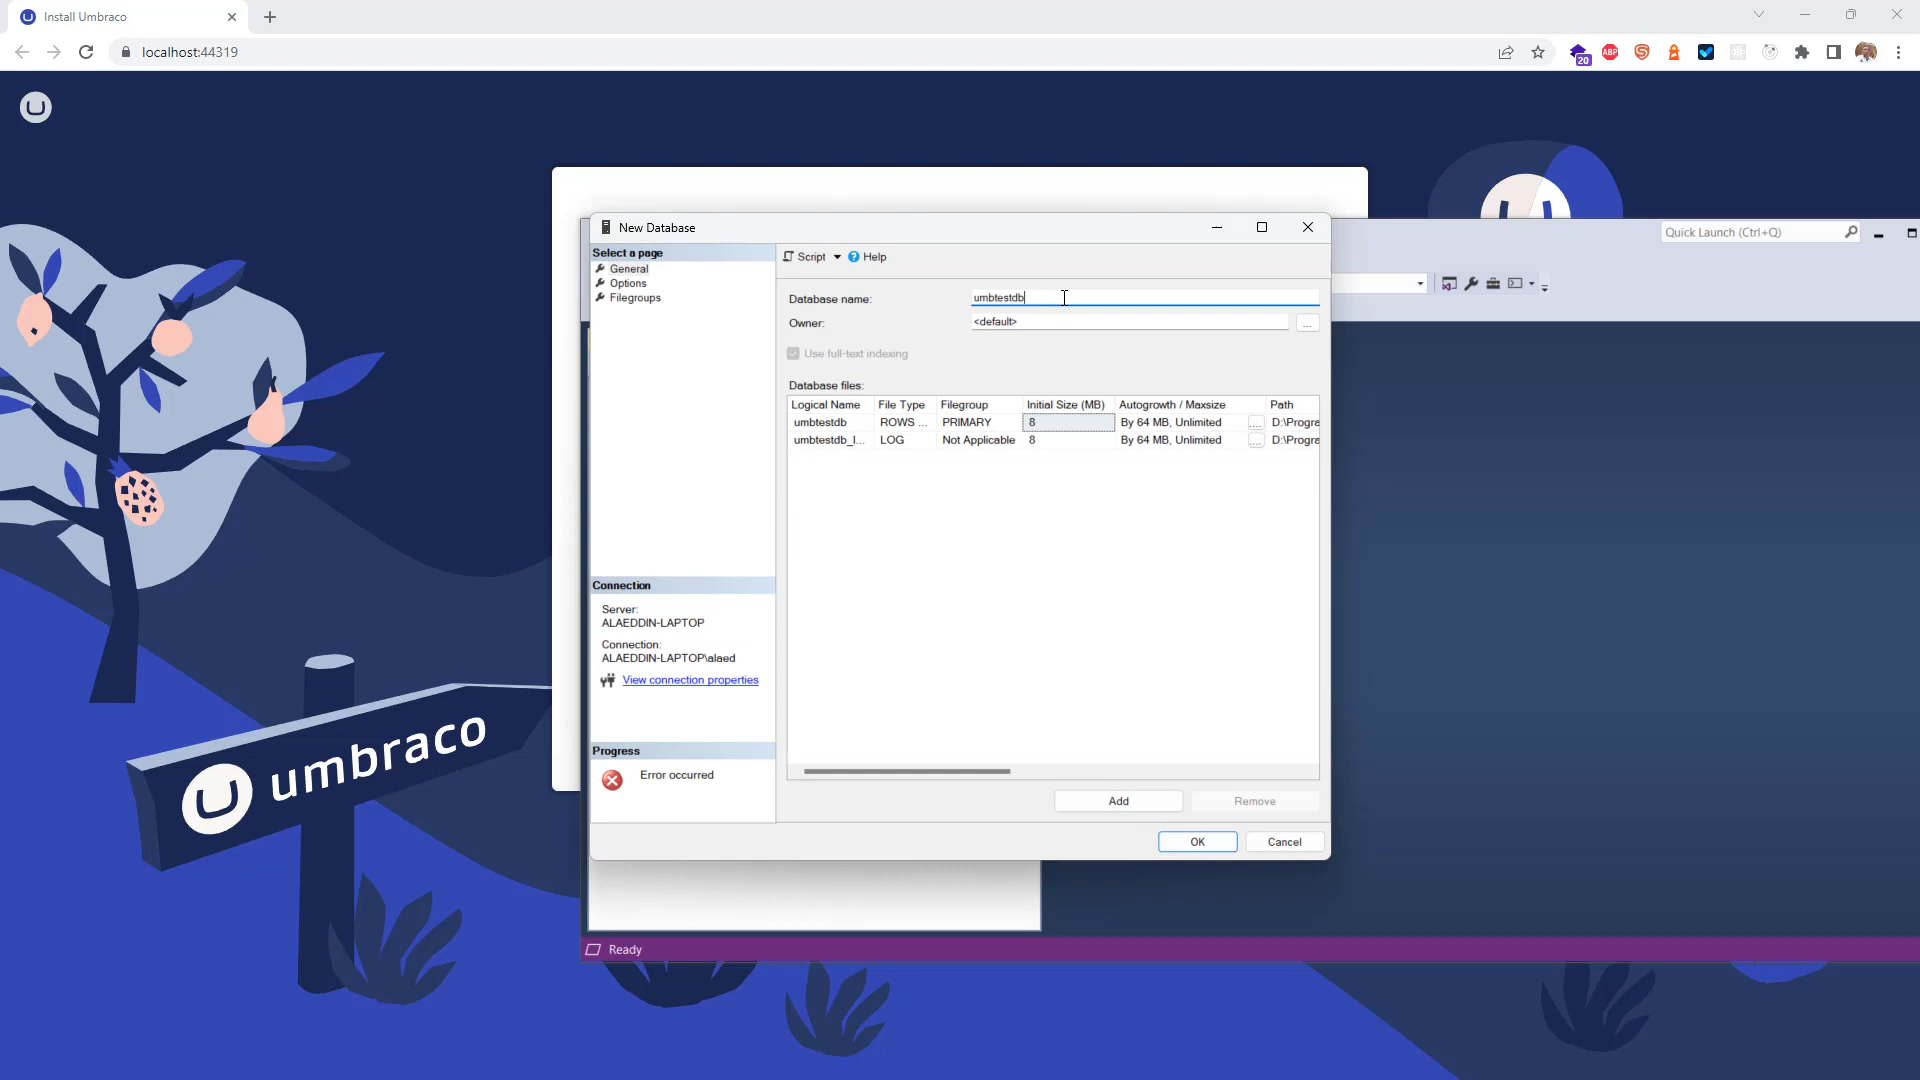 Install Umbraco
localhost:44319
20
ABP
New Database
Quick Launch (Ctrl+Q)
Select a page
General
Options
Filegroups
Script
Help
Database name:
umbtestdb
Owner:
<default>
...
Use full-text indexing
Database files:
Logical Name File Type Filegroup Initial Size (MB) Autogrowth / Maxsize Path
umbtestdb ROWS ... PRIMARY 8 By 64 MB, Unlimited ... D:\Progra
umbtestdb_l... LOG Not Applicable 8 By 64 MB, Unlimited ... D:\Progra
Connection
Server:
ALAEDDIN-LAPTOP
Connection:
ALAEDDIN-LAPTOP\alaed
View connection properties
Progress
Error occurred
Add
Remove
OK
Cancel
umbraco
Ready